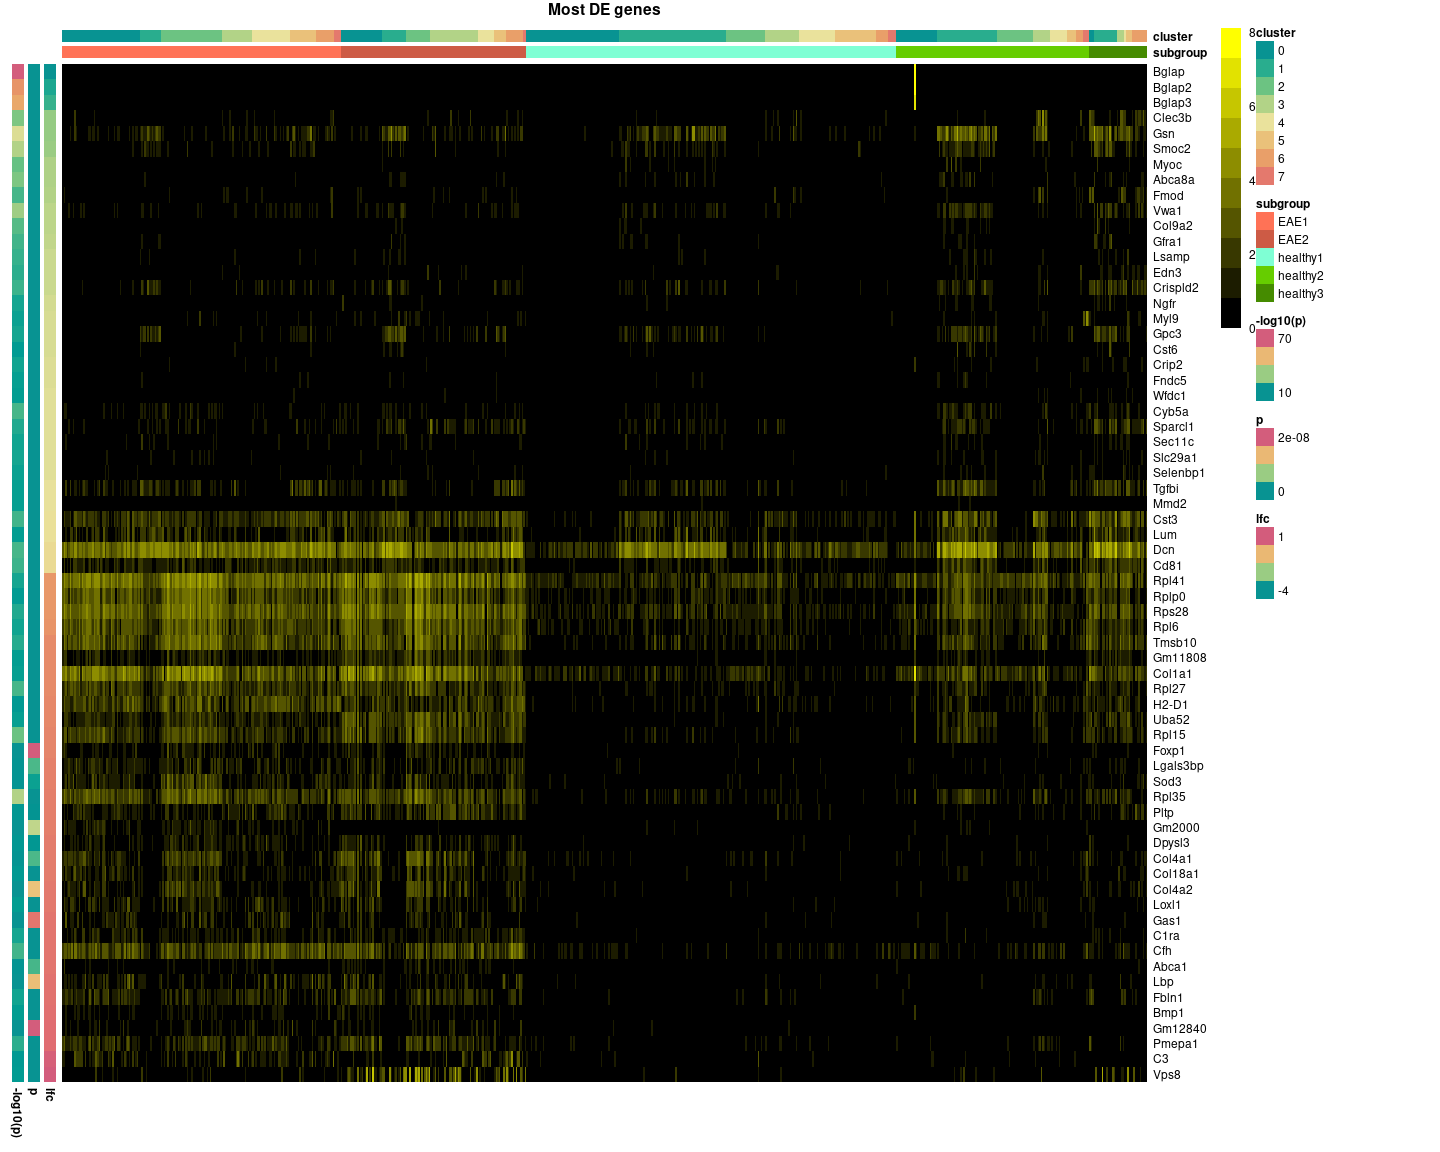 Most DE genes
cluster
subgroup
Bglap
Bglap2
Bglap3
Clec3b
Gsn
Smoc2
Myoc
Abca8a
Fmod
Vwa1
Col9a2
Gfra1
Lsamp
Edn3
Crispld2
Ngfr
Myl9
Gpc3
Cst6
Crip2
Fndc5
Wfdc1
Cyb5a
Sparcl1
Sec11c
Slc29a1
Selenbp1
Tgfbi
Mmd2
Cst3
Lum
Dcn
Cd81
Rpl41
Rplp0
Rps28
Rpl6
Tmsb10
Gm11808
Col1a1
Rpl27
H2-D1
Uba52
Rpl15
Foxp1
Lgals3bp
Sod3
Rpl35
Pltp
Gm2000
Dpysl3
Col4a1
Col18a1
Col4a2
Loxl1
Gas1
C1ra
Cfh
Abca1
Lbp
Fbln1
Bmp1
Gm12840
Pmepa1
C3
Vps8
-log10(p)
p
lfc
8
6
4
2
0
cluster
0
1
2
3
4
5
6
7
subgroup
EAE1
EAE2
healthy1
healthy2
healthy3
-log10(p)
70
10
p
2e-08
0
lfc
1
-4